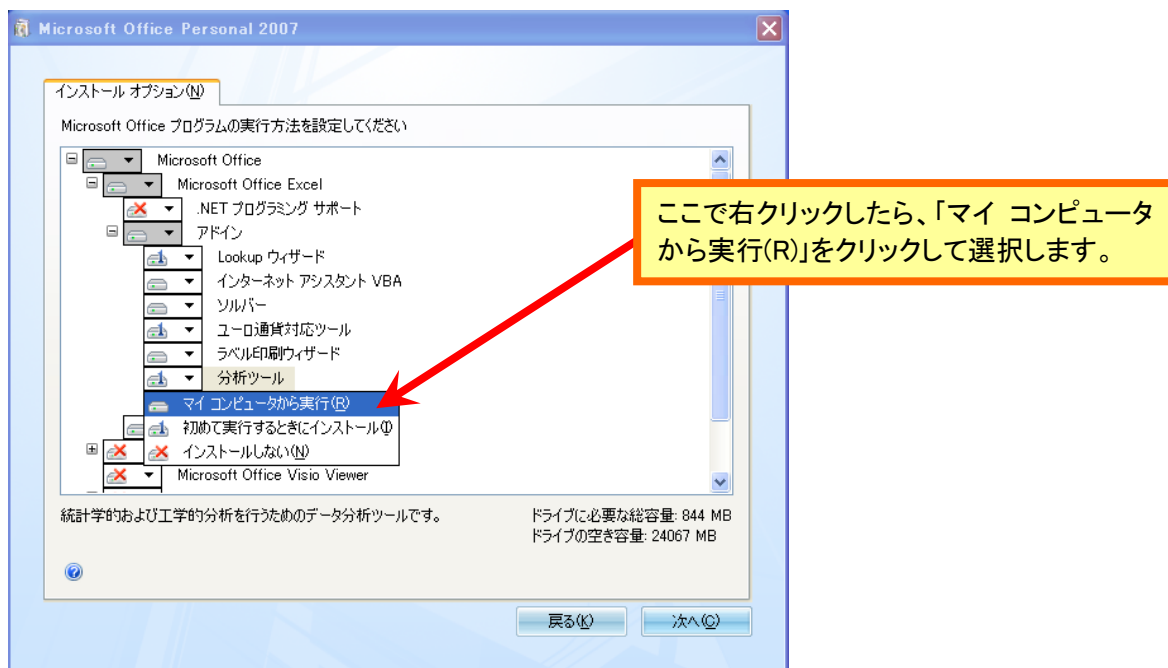 Microsoft Office Personal 2007
インストール オプション(N)
Microsoft Office プログラムの実行方法を設定してください
Microsoft Office
Microsoft Office Excel
.NET プログラミング サポート
アドイン
Lookup ウィザード
インターネット アシスタント VBA
ソルバー
ユーロ通貨対応ツール
ラベル印刷ウィザード
分析ツール
マイ コンピュータから実行(R)
初めて実行するときにインストール(I)
インストールしない(N)
Microsoft Office Visio Viewer
ここで右クリックしたら、「マイ コンピュータ
から実行(R)」をクリックして選択します。
統計学的および工学的分析を行うためのデータ分析ツールです。
ドライブに必要な総容量: 844 MB
ドライブの空き容量: 24067 MB
戻る(K)
次へ(C)